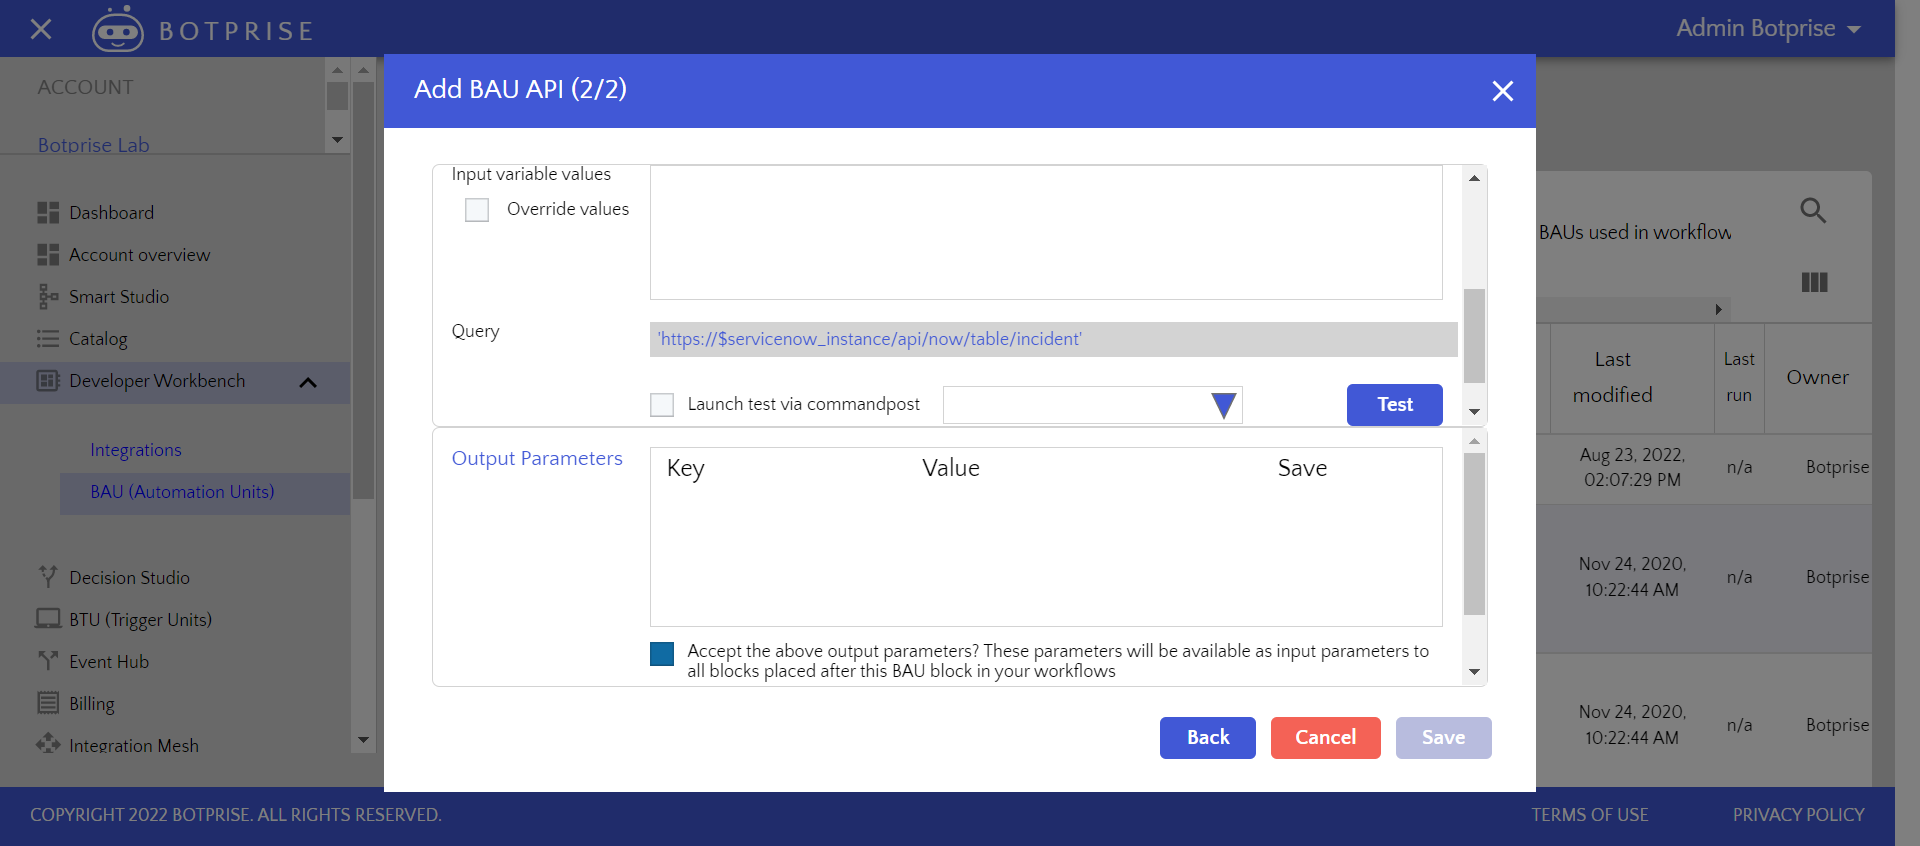 BOTPRISE
Admin Botprise
ACCOUNT
Botprise Lab
Dashboard
Account overview
Smart Studio
Catalog
Developer Workbench
Integrations
BAU (Automation Units)
Decision Studio
BTU (Trigger Units)
Event Hub
Billing
Integration Mesh
Add BAU API (2/2)
Input variable values
Override values
Query
'https://$servicenow_instance/api/now/table/incident'
Launch test via commandpost
Test
Output Parameters
Key Value Save
Accept the above output parameters? These parameters will be available as input parameters to
all blocks placed after this BAU block in your workflows
Back Cancel Save
BAUs used in workflow
Last
modified
Last
run
Owner
Aug 23, 2022,
02:07:29 PM
n/a
Botprise
Nov 24, 2020,
10:22:44 AM
n/a
Botprise
Nov 24, 2020,
10:22:44 AM
n/a
Botprise
COPYRIGHT 2022 BOTPRISE. ALL RIGHTS RESERVED.
TERMS OF USE
PRIVACY POLICY